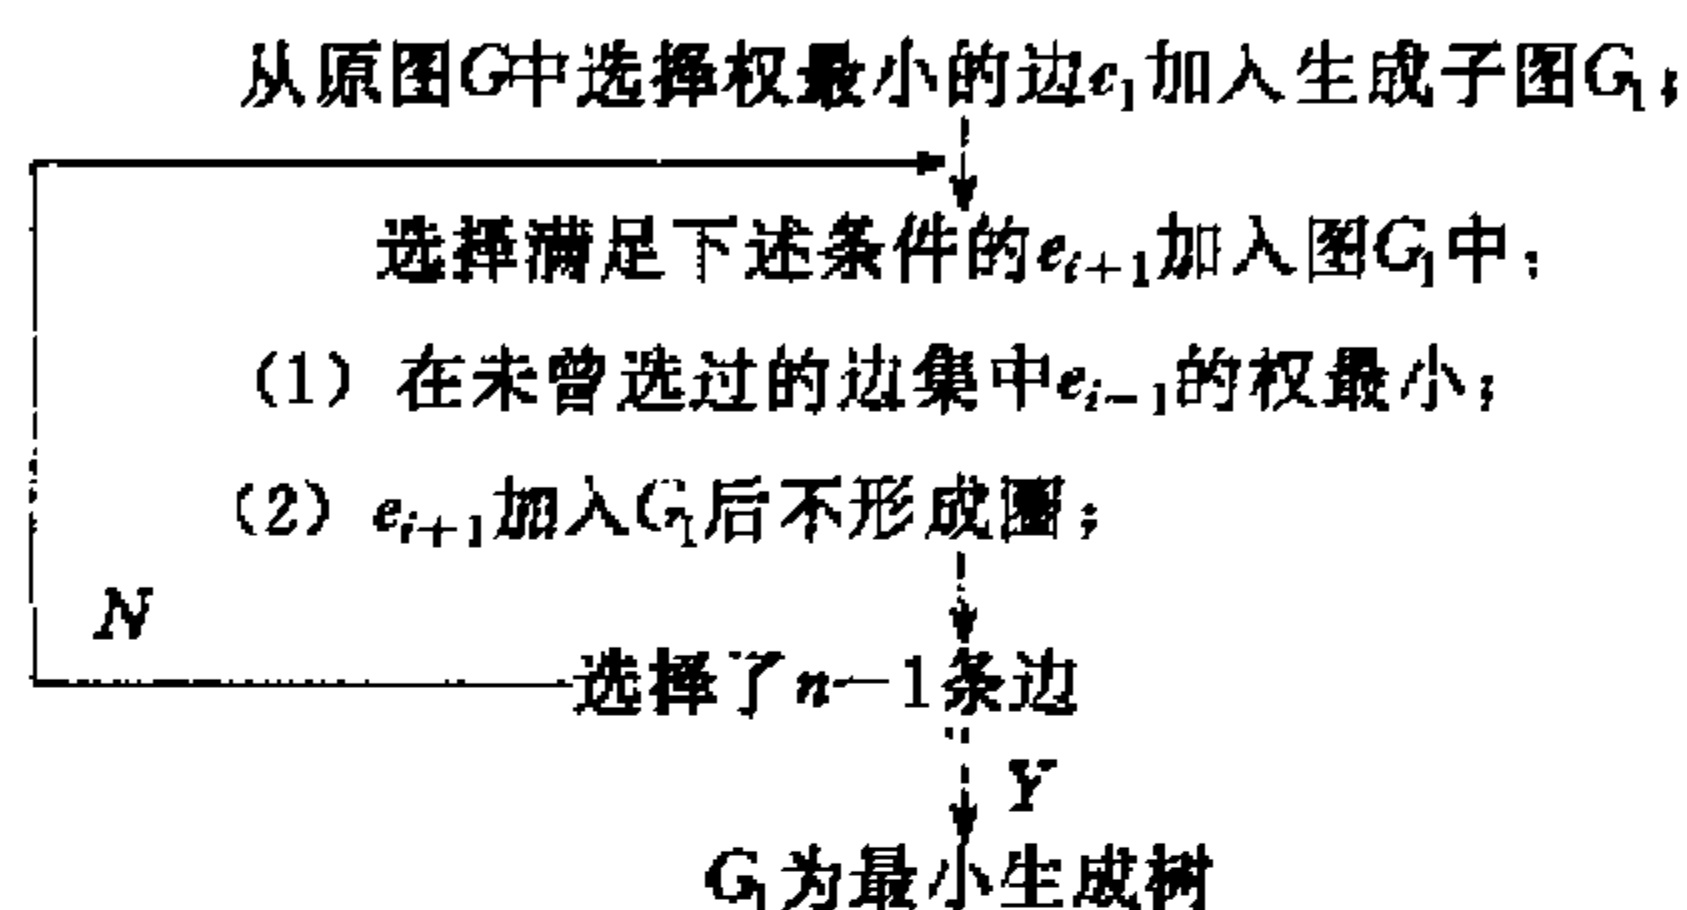 从原图G中选择权最小的边e₁加入生成子图G₁；
选择满足下述条件的eᵢ₊₁加入图G₁中：
（1）在未曾选过的边集中eᵢ₋₁的权最小；
（2）eᵢ₊₁加入G₁后不形成圈；
N
选择了n－1条边
Y
G₁为最小生成树